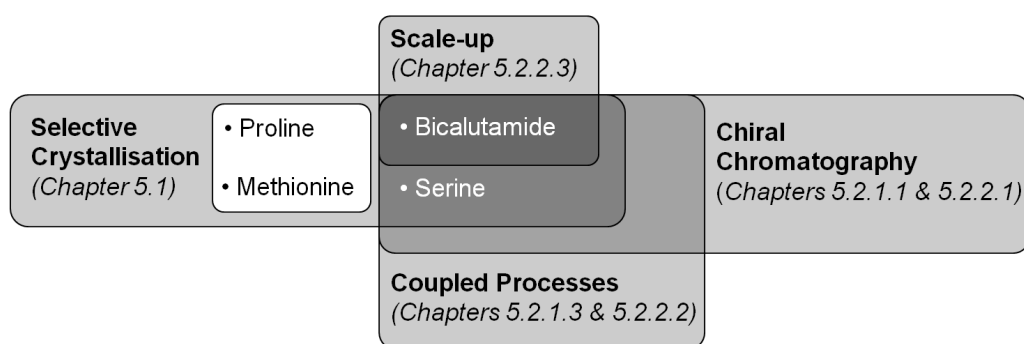 Scale-up
(Chapter 5.2.2.3)
Selective
Crystallisation
(Chapter 5.1)
• Proline
• Methionine
• Bicalutamide
• Serine
Chiral
Chromatography
(Chapters 5.2.1.1 & 5.2.2.1)
Coupled Processes
(Chapters 5.2.1.3 & 5.2.2.2)